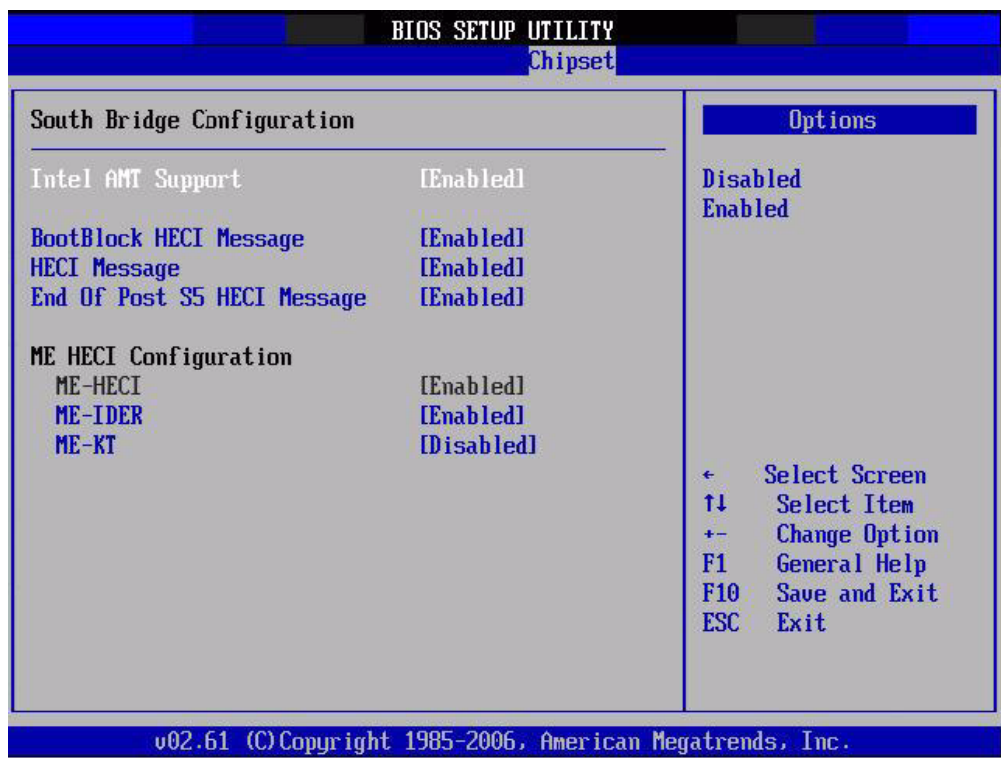 BIOS SETUP UTILITY
Chipset
South Bridge Configuration
Intel AMT Support [Enabled]
BootBlock HECI Message [Enabled]
HECI Message [Enabled]
End Of Post S5 HECI Message [Enabled]
ME HECI Configuration
ME-HECI [Enabled]
ME-IDER [Enabled]
ME-KT [Disabled]
Options
Disabled
Enabled
← Select Screen
↑↓ Select Item
+- Change Option
F1 General Help
F10 Save and Exit
ESC Exit
v02.61 (C)Copyright 1985-2006, American Megatrends, Inc.